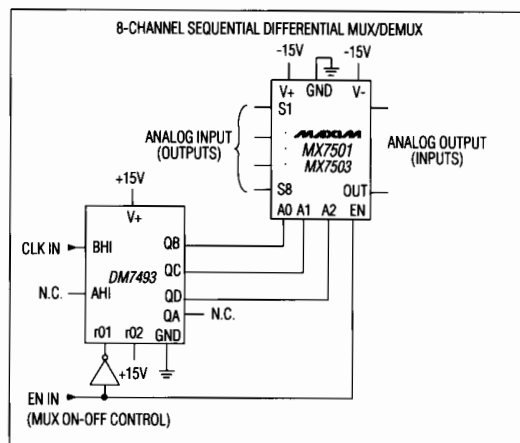 8-CHANNEL SEQUENTIAL DIFFERENTIAL MUX/DEMUX
-15V
-15V
V+ GND V-
S1
ANALOG INPUT
(OUTPUTS)
MAXIM
MX7501
MX7503
ANALOG OUTPUT
(INPUTS)
S8 OUT
A0 A1 A2 EN
+15V
V+
CLK IN
BHI QB
QC
DM7493
N.C.
AHI QD
QA N.C.
r01 r02 GND
+15V
EN IN
(MUX ON-OFF CONTROL)